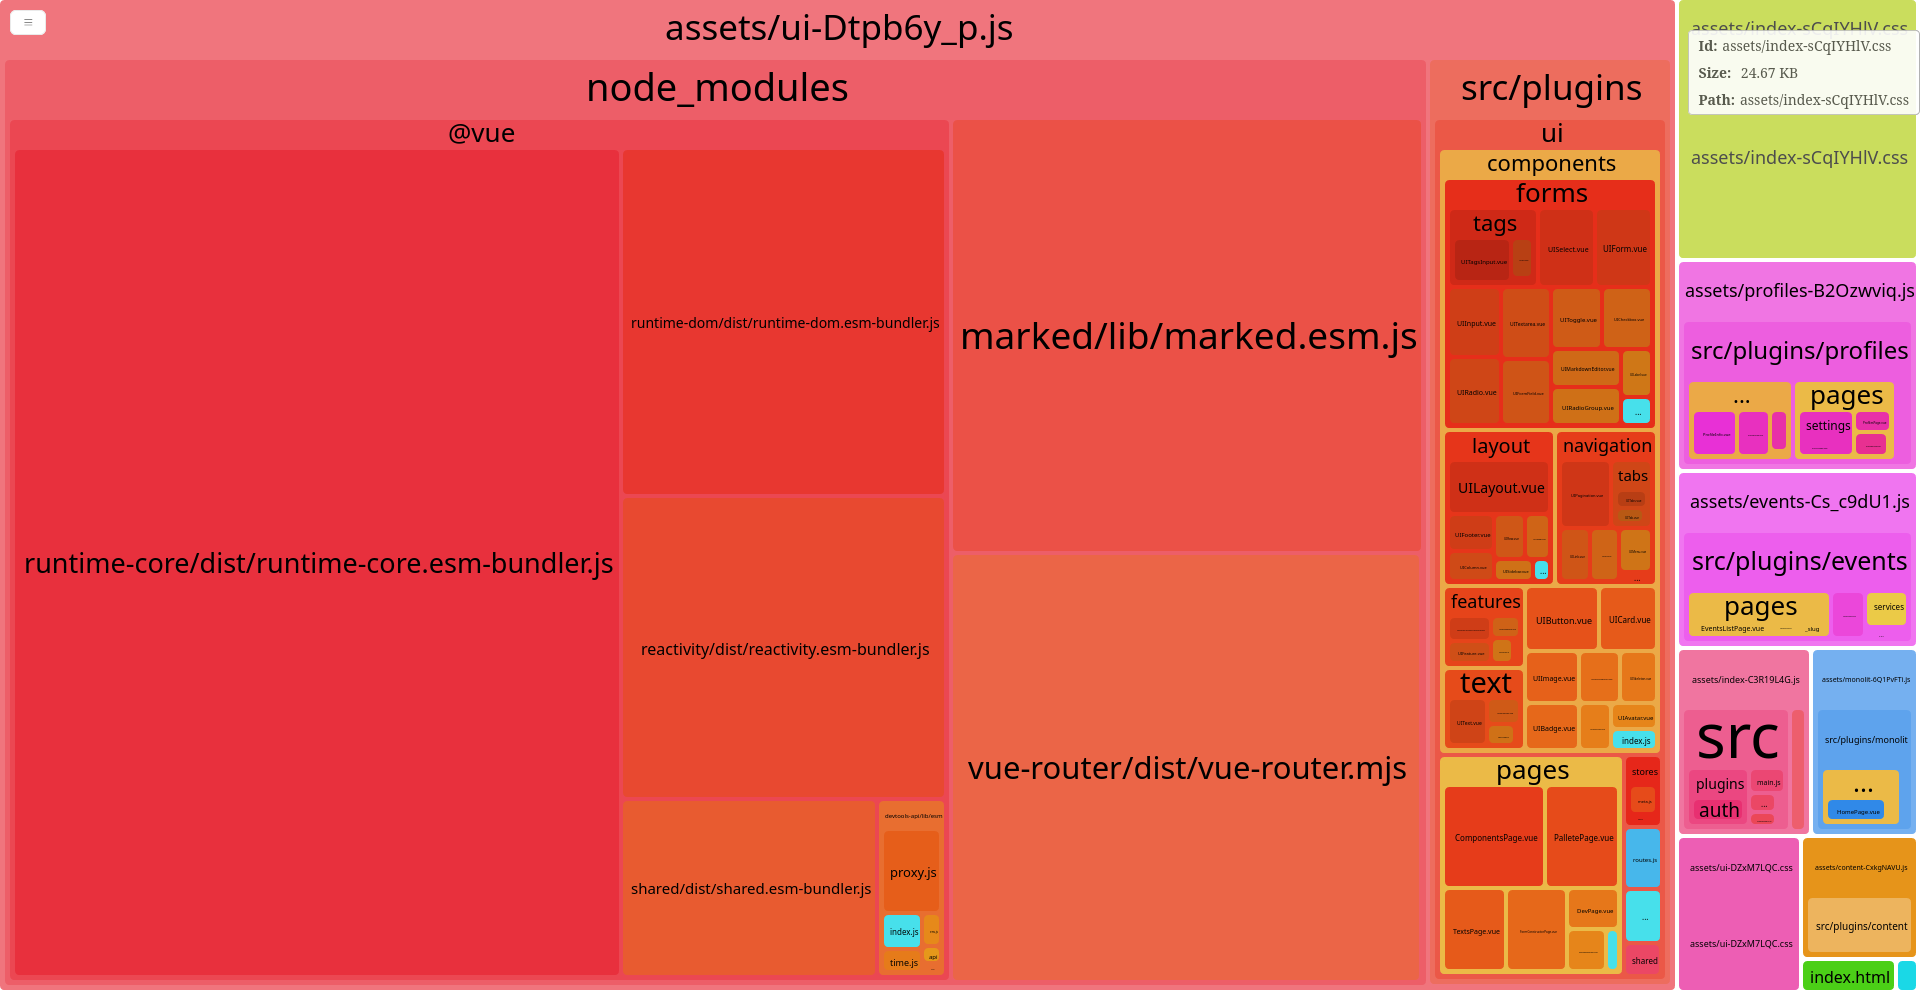 assets/ui-Dtpb6y_p.js
node_modules
@vue
runtime-core/dist/runtime-core.esm-bundler.js
runtime-dom/dist/runtime-dom.esm-bundler.js
reactivity/dist/reactivity.esm-bundler.js
shared/dist/shared.esm-bundler.js
devtools-api/lib/esm
proxy.js
index.js
time.js
api
marked/lib/marked.esm.js
vue-router/dist/vue-router.mjs
src/plugins
ui
components
forms
tags
UITagsInput.vue
UISelect.vue
UIForm.vue
UIInput.vue
UITextarea.vue
UIToggle.vue
UICheckbox.vue
UIRadio.vue
UIMarkdownEditor.vue
UIRadioGroup.vue
...
layout
UILayout.vue
UIFooter.vue
...
navigation
UIPagination.vue
tabs
...
features
text
UIText.vue
UIButton.vue
UICard.vue
UIImage.vue
UIBadge.vue
UIAvatar.vue
index.js
pages
ComponentsPage.vue
PalletePage.vue
TextsPage.vue
DevPage.vue
stores
routes.js
...
shared
assets/index-sCqIYHlV.css
Id: assets/index-sCqIYHlV.css
Size: 24.67 KB
Path: assets/index-sCqIYHlV.css
assets/index-sCqIYHlV.css
assets/profiles-B2Ozwviq.js
src/plugins/profiles
...
pages
settings
assets/events-Cs_c9dU1.js
src/plugins/events
pages
EventsListPage.vue
_slug
services
...
assets/index-C3R19L4G.js
src
plugins
auth
main.js
...
assets/monolit-6Q1PvFTi.js
src/plugins/monolit
...
HomePage.vue
assets/ui-DZxM7LQC.css
assets/ui-DZxM7LQC.css
assets/content-CxkgNAVU.js
src/plugins/content
index.html